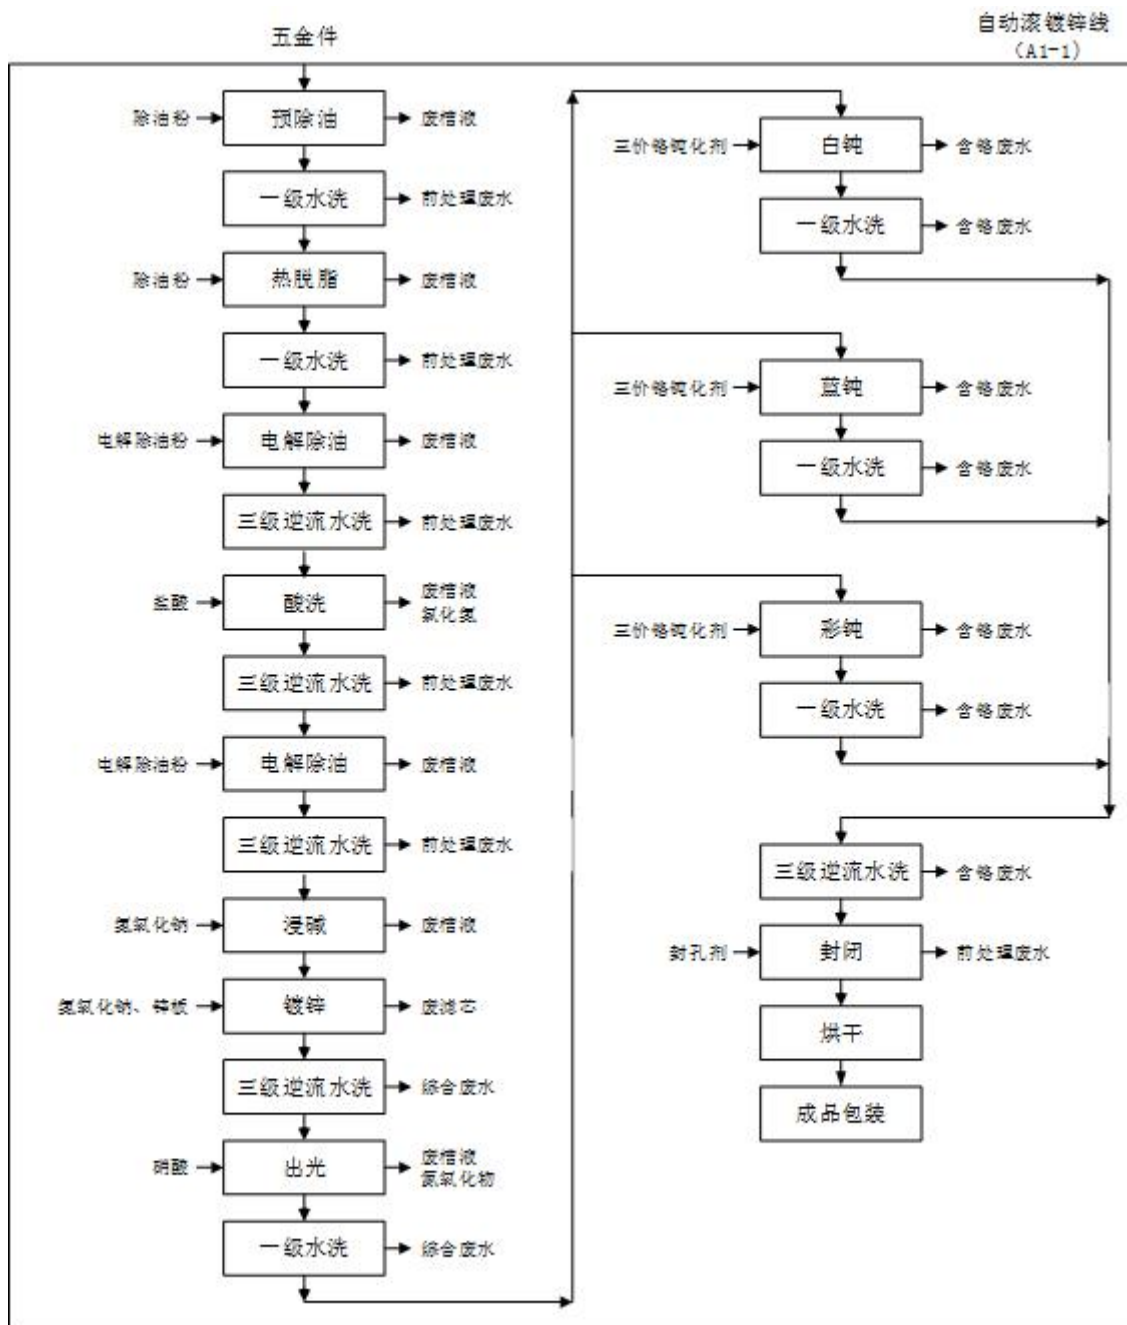 五金件
自动滚镀锌线
(A1-1)
除油粉 预除油 废槽液
一级水洗 前处理废水
除油粉 热脱脂 废槽液
一级水洗 前处理废水
电解除油粉 电解除油 废槽液
三级逆流水洗 前处理废水
盐酸 酸洗 废槽液
氯化氢
三级逆流水洗 前处理废水
电解除油粉 电解除油 废槽液
三级逆流水洗 前处理废水
氢氧化钠 浸碱 废槽液
氢氧化钠、锌板 镀锌 废滤芯
三级逆流水洗 综合废水
硝酸 出光 废槽液
氮氧化物
一级水洗 综合废水
三价铬钝化剂 白钝 含铬废水
一级水洗 含铬废水
三价铬钝化剂 蓝钝 含铬废水
一级水洗 含铬废水
三价铬钝化剂 彩钝 含铬废水
一级水洗 含铬废水
三级逆流水洗 含铬废水
封孔剂 封闭 前处理废水
烘干
成品包装